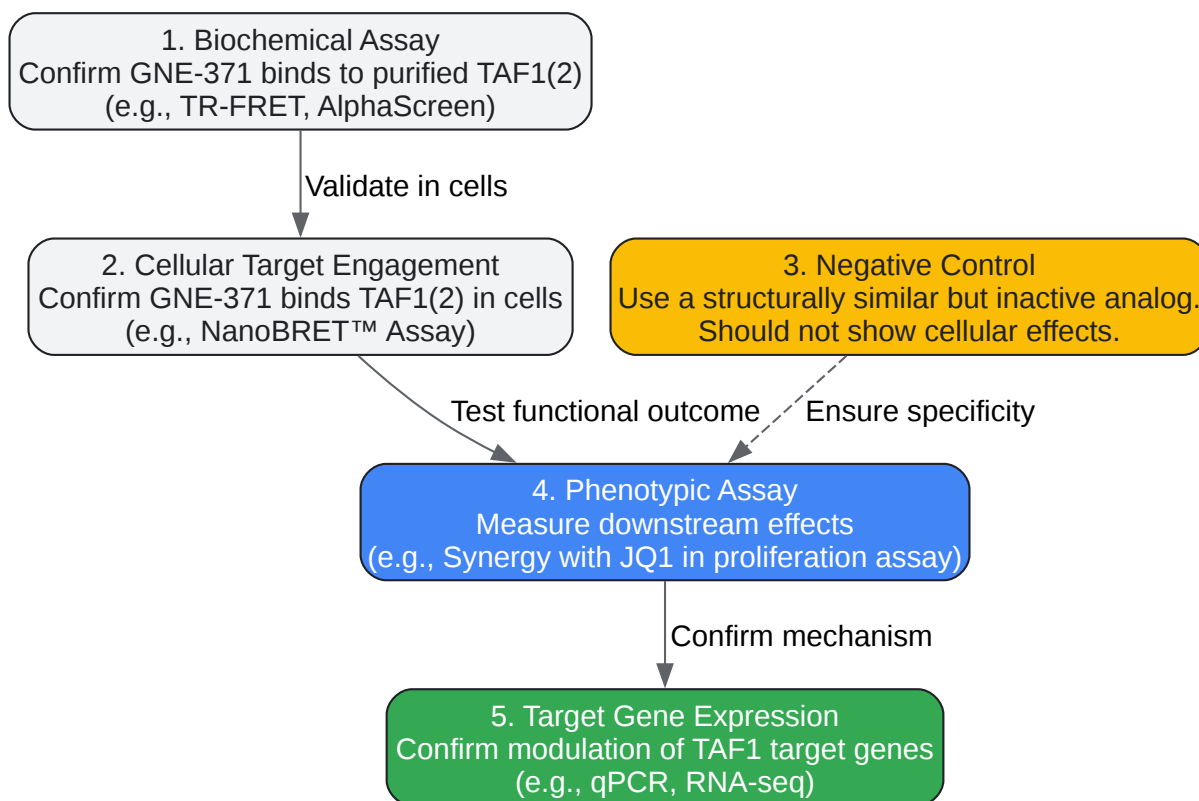 1. Biochemical Assay
Confirm GNE-371 binds to purified TAF1(2)
(e.g., TR-FRET, AlphaScreen)
Validate in cells
2. Cellular Target Engagement
Confirm GNE-371 binds TAF1(2) in cells
(e.g., NanoBRET™ Assay)
3. Negative Control
Use a structurally similar but inactive analog.
Should not show cellular effects.
Test functional outcome
Ensure specificity
4. Phenotypic Assay
Measure downstream effects
(e.g., Synergy with JQ1 in proliferation assay)
Confirm mechanism
5. Target Gene Expression
Confirm modulation of TAF1 target genes
(e.g., qPCR, RNA-seq)